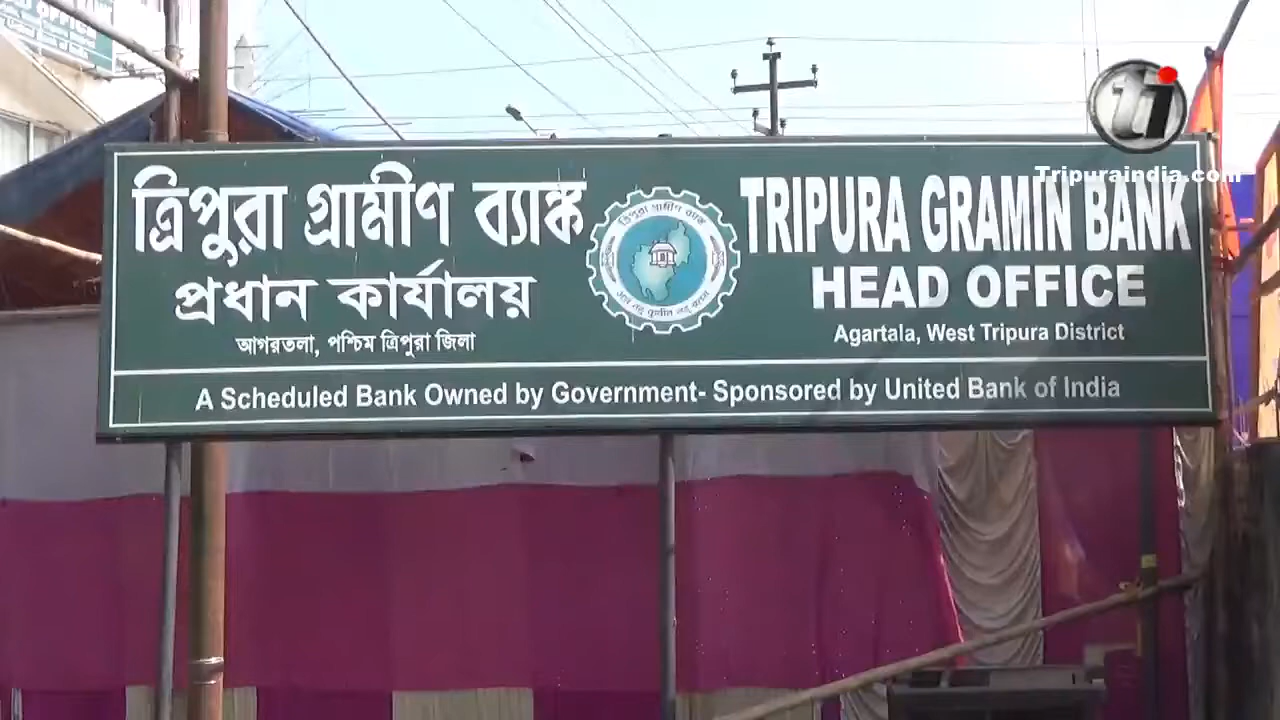 ত্রিপুরা গ্রামীণ ব্যাঙ্ক
প্রধান কার্যালয়
আগরতলা, পশ্চিম ত্রিপুরা জিলা
ত্রিপুরা গ্রামীণ ব্যাঙ্ক
TRIPURA GRAMIN BANK
HEAD OFFICE
Agartala, West Tripura District
A Scheduled Bank Owned by Government- Sponsored by United Bank of India
ti
Tripuraindia.com